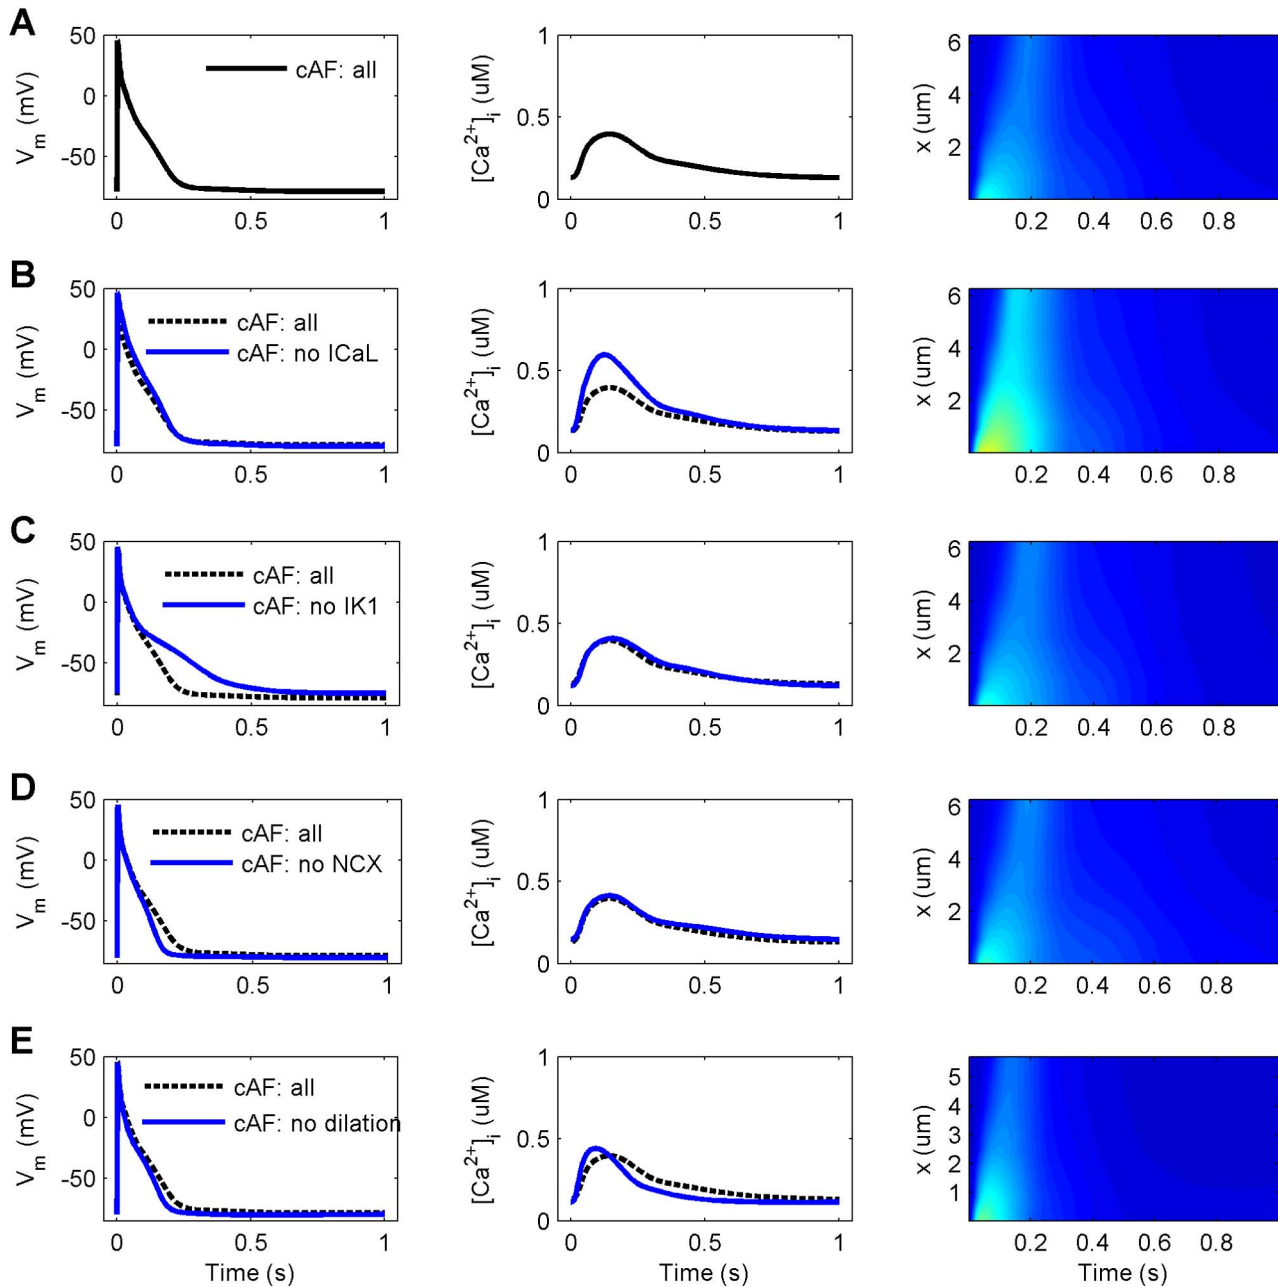 A
50
0
-50
V_m (mV)
cAF: all
0 0.5 1
1
0.5
0
[Ca²⁺]_i (uM)
0 0.5 1
6
4
2
x (um)
0.2 0.4 0.6 0.8
B
50
0
-50
V_m (mV)
cAF: all
cAF: no ICaL
0 0.5 1
1
0.5
0
[Ca²⁺]_i (uM)
0 0.5 1
6
4
2
x (um)
0.2 0.4 0.6 0.8
C
50
0
-50
V_m (mV)
cAF: all
cAF: no IK1
0 0.5 1
1
0.5
0
[Ca²⁺]_i (uM)
0 0.5 1
6
4
2
x (um)
0.2 0.4 0.6 0.8
D
50
0
-50
V_m (mV)
cAF: all
cAF: no NCX
0 0.5 1
1
0.5
0
[Ca²⁺]_i (uM)
0 0.5 1
6
4
2
x (um)
0.2 0.4 0.6 0.8
E
50
0
-50
V_m (mV)
cAF: all
cAF: no dilation
0 0.5 1
Time (s)
1
0.5
0
[Ca²⁺]_i (uM)
0 0.5 1
Time (s)
5
4
3
2
1
x (um)
0.2 0.4 0.6 0.8
Time (s)